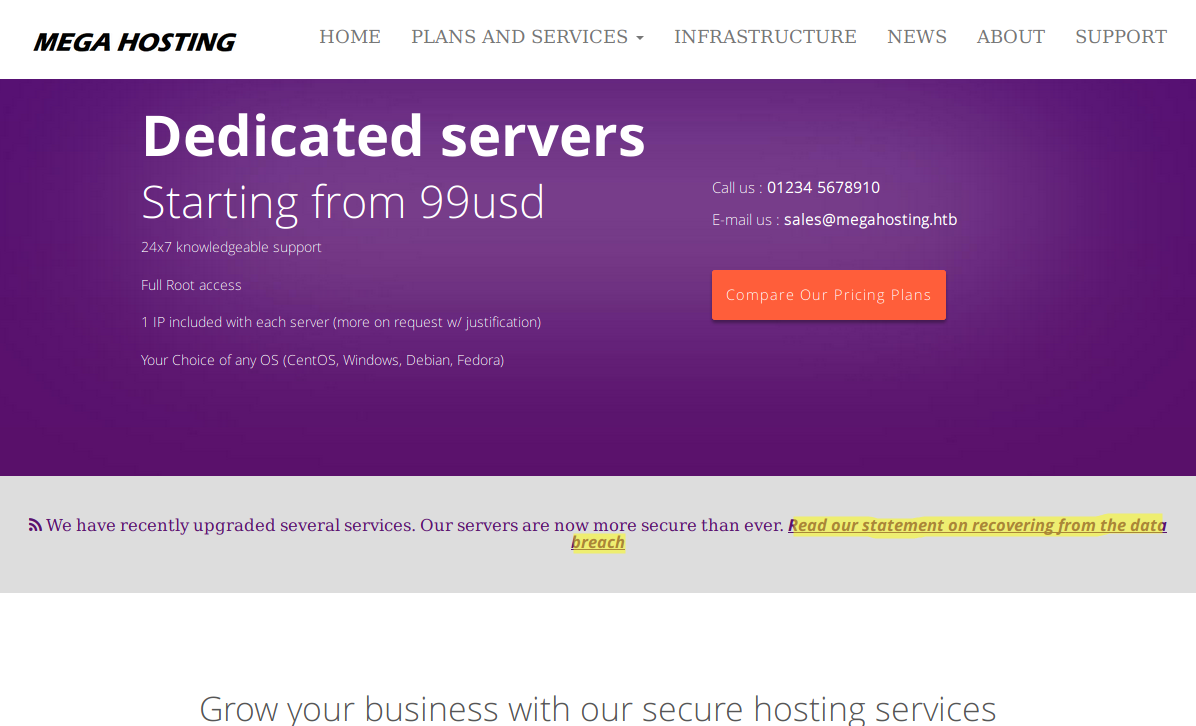 MEGA HOSTING
HOME PLANS AND SERVICES INFRASTRUCTURE NEWS ABOUT SUPPORT
Dedicated servers
Starting from 99usd
24x7 knowledgeable support
Full Root access
1 IP included with each server (more on request w/ justification)
Your Choice of any OS (CentOS, Windows, Debian, Fedora)
Call us : 01234 5678910
E-mail us : sales@megahosting.htb
Compare Our Pricing Plans
We have recently upgraded several services. Our servers are now more secure than ever. Read our statement on recovering from the data
breach
Grow your business with our secure hosting services